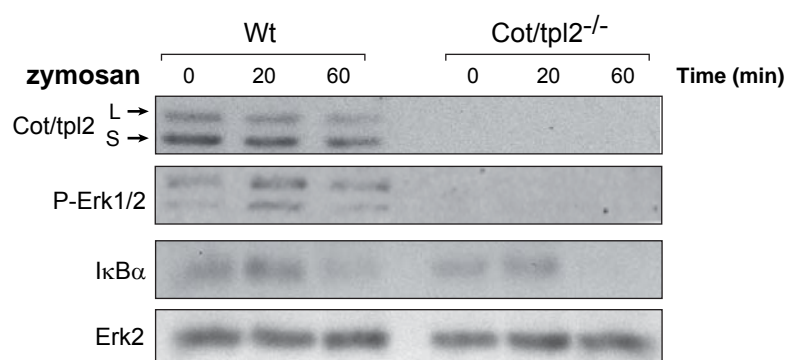 Wt Cot/tpl2-/-
zymosan 0 20 60 0 20 60 Time (min)
Cot/tpl2 L →
S →
P-Erk1/2
IκBα
Erk2